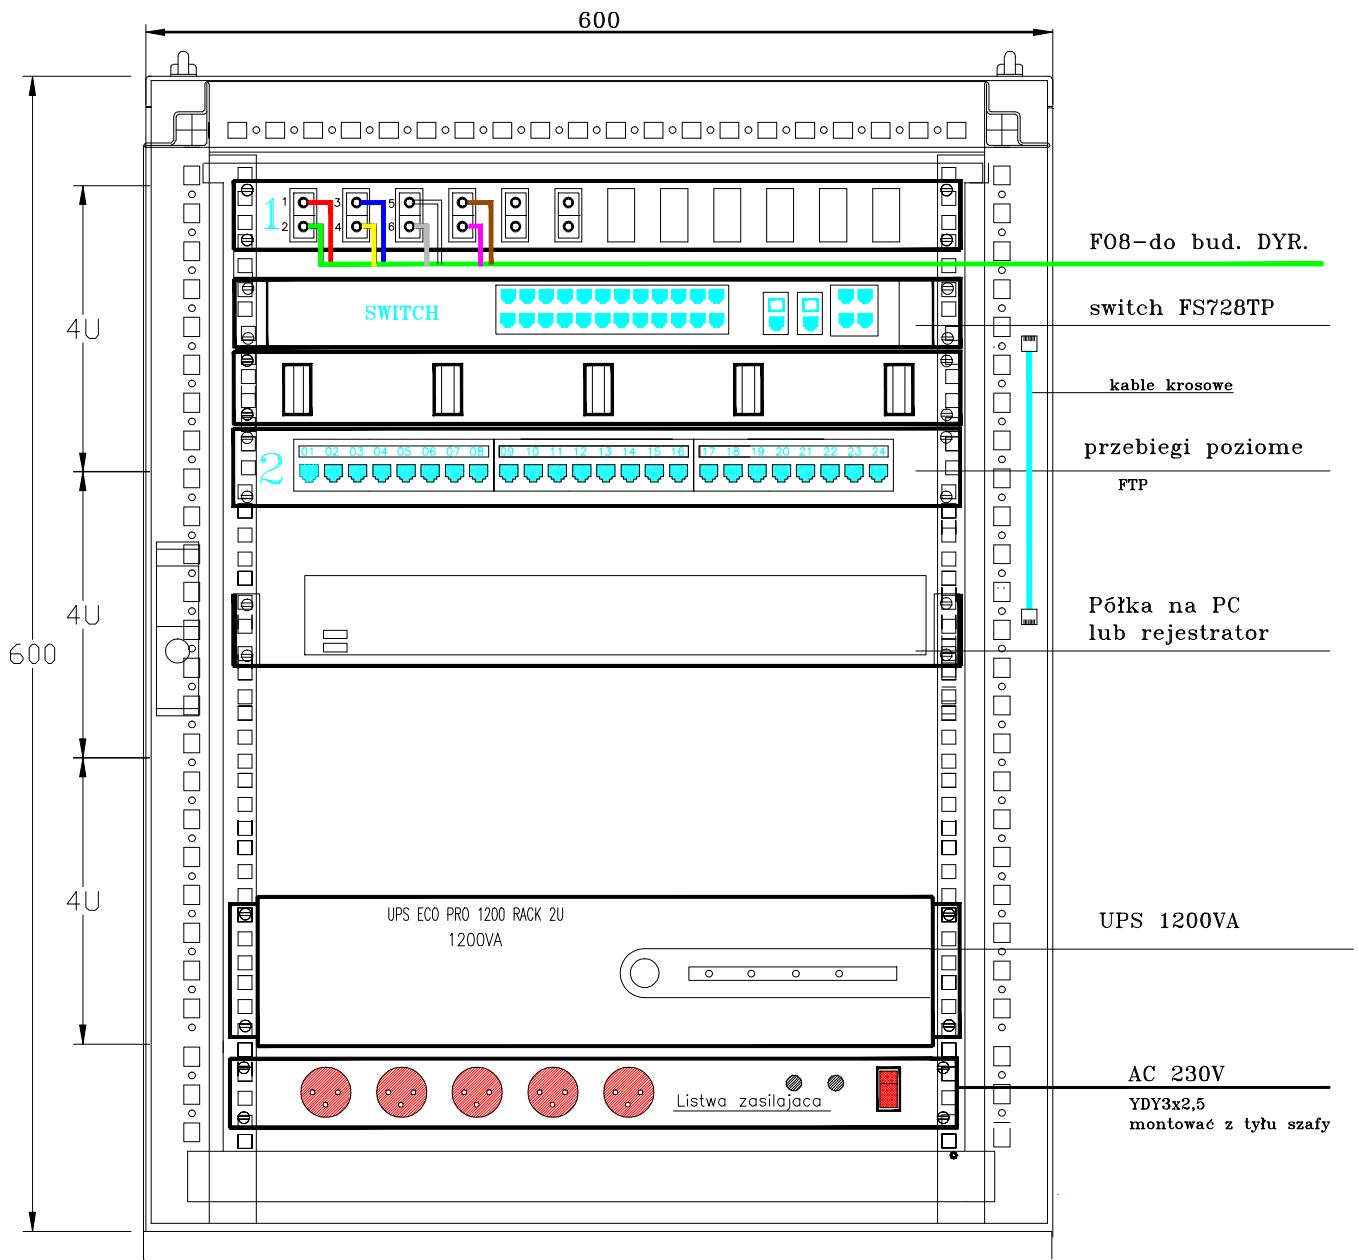 600
1 1 3 5
2 4 6
FO8-do bud. DYR.
SWITCH
switch FS728TP
4U
kable krosowe
2 01 02 03 04 05 06 07 08 09 10 11 12 13 14 15 16 17 18 19 20 21 22 23 24
przebiegi poziome
FTP
4U
600
Półka na PC
lub rejestrator
4U
UPS ECO PRO 1200 RACK 2U
1200VA
UPS 1200VA
Listwa zasilajaca
AC 230V
YDY3x2,5
montować z tyłu szafy